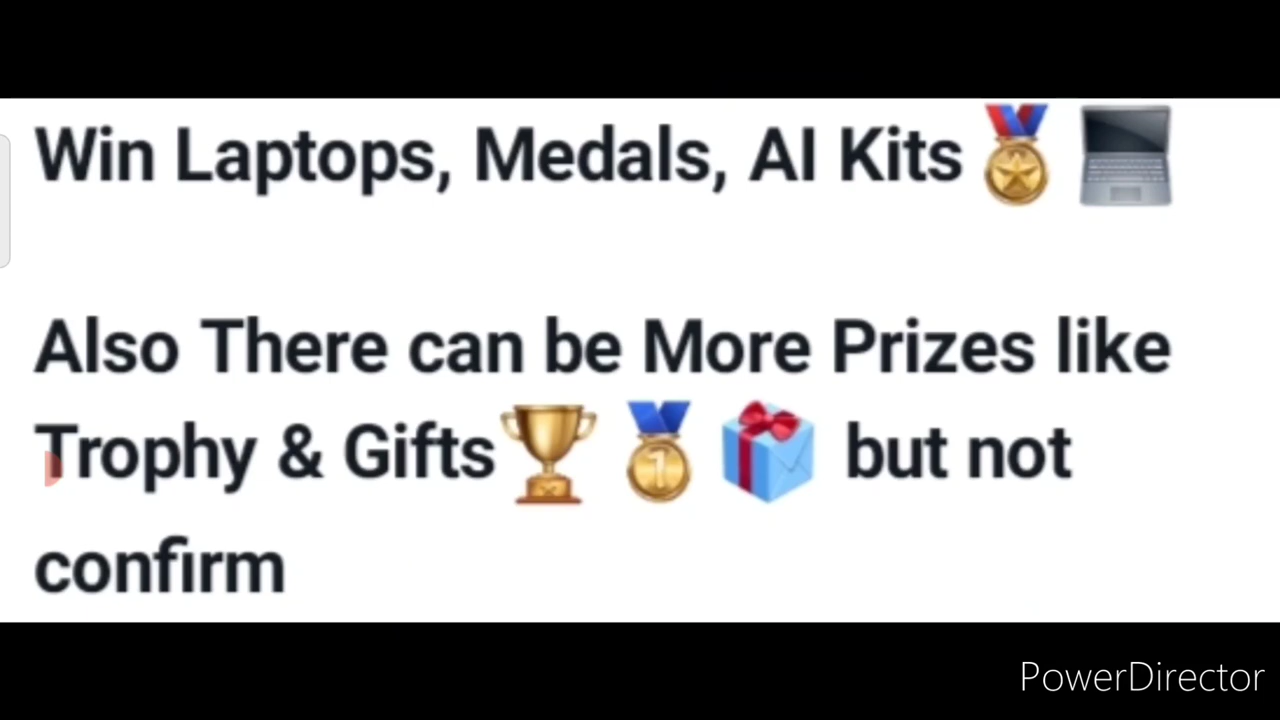 Win Laptops, Medals, AI Kits🏅💻
Also There can be More Prizes like
Trophy & Gifts🏆🥇🎁 but not
confirm
PowerDirector